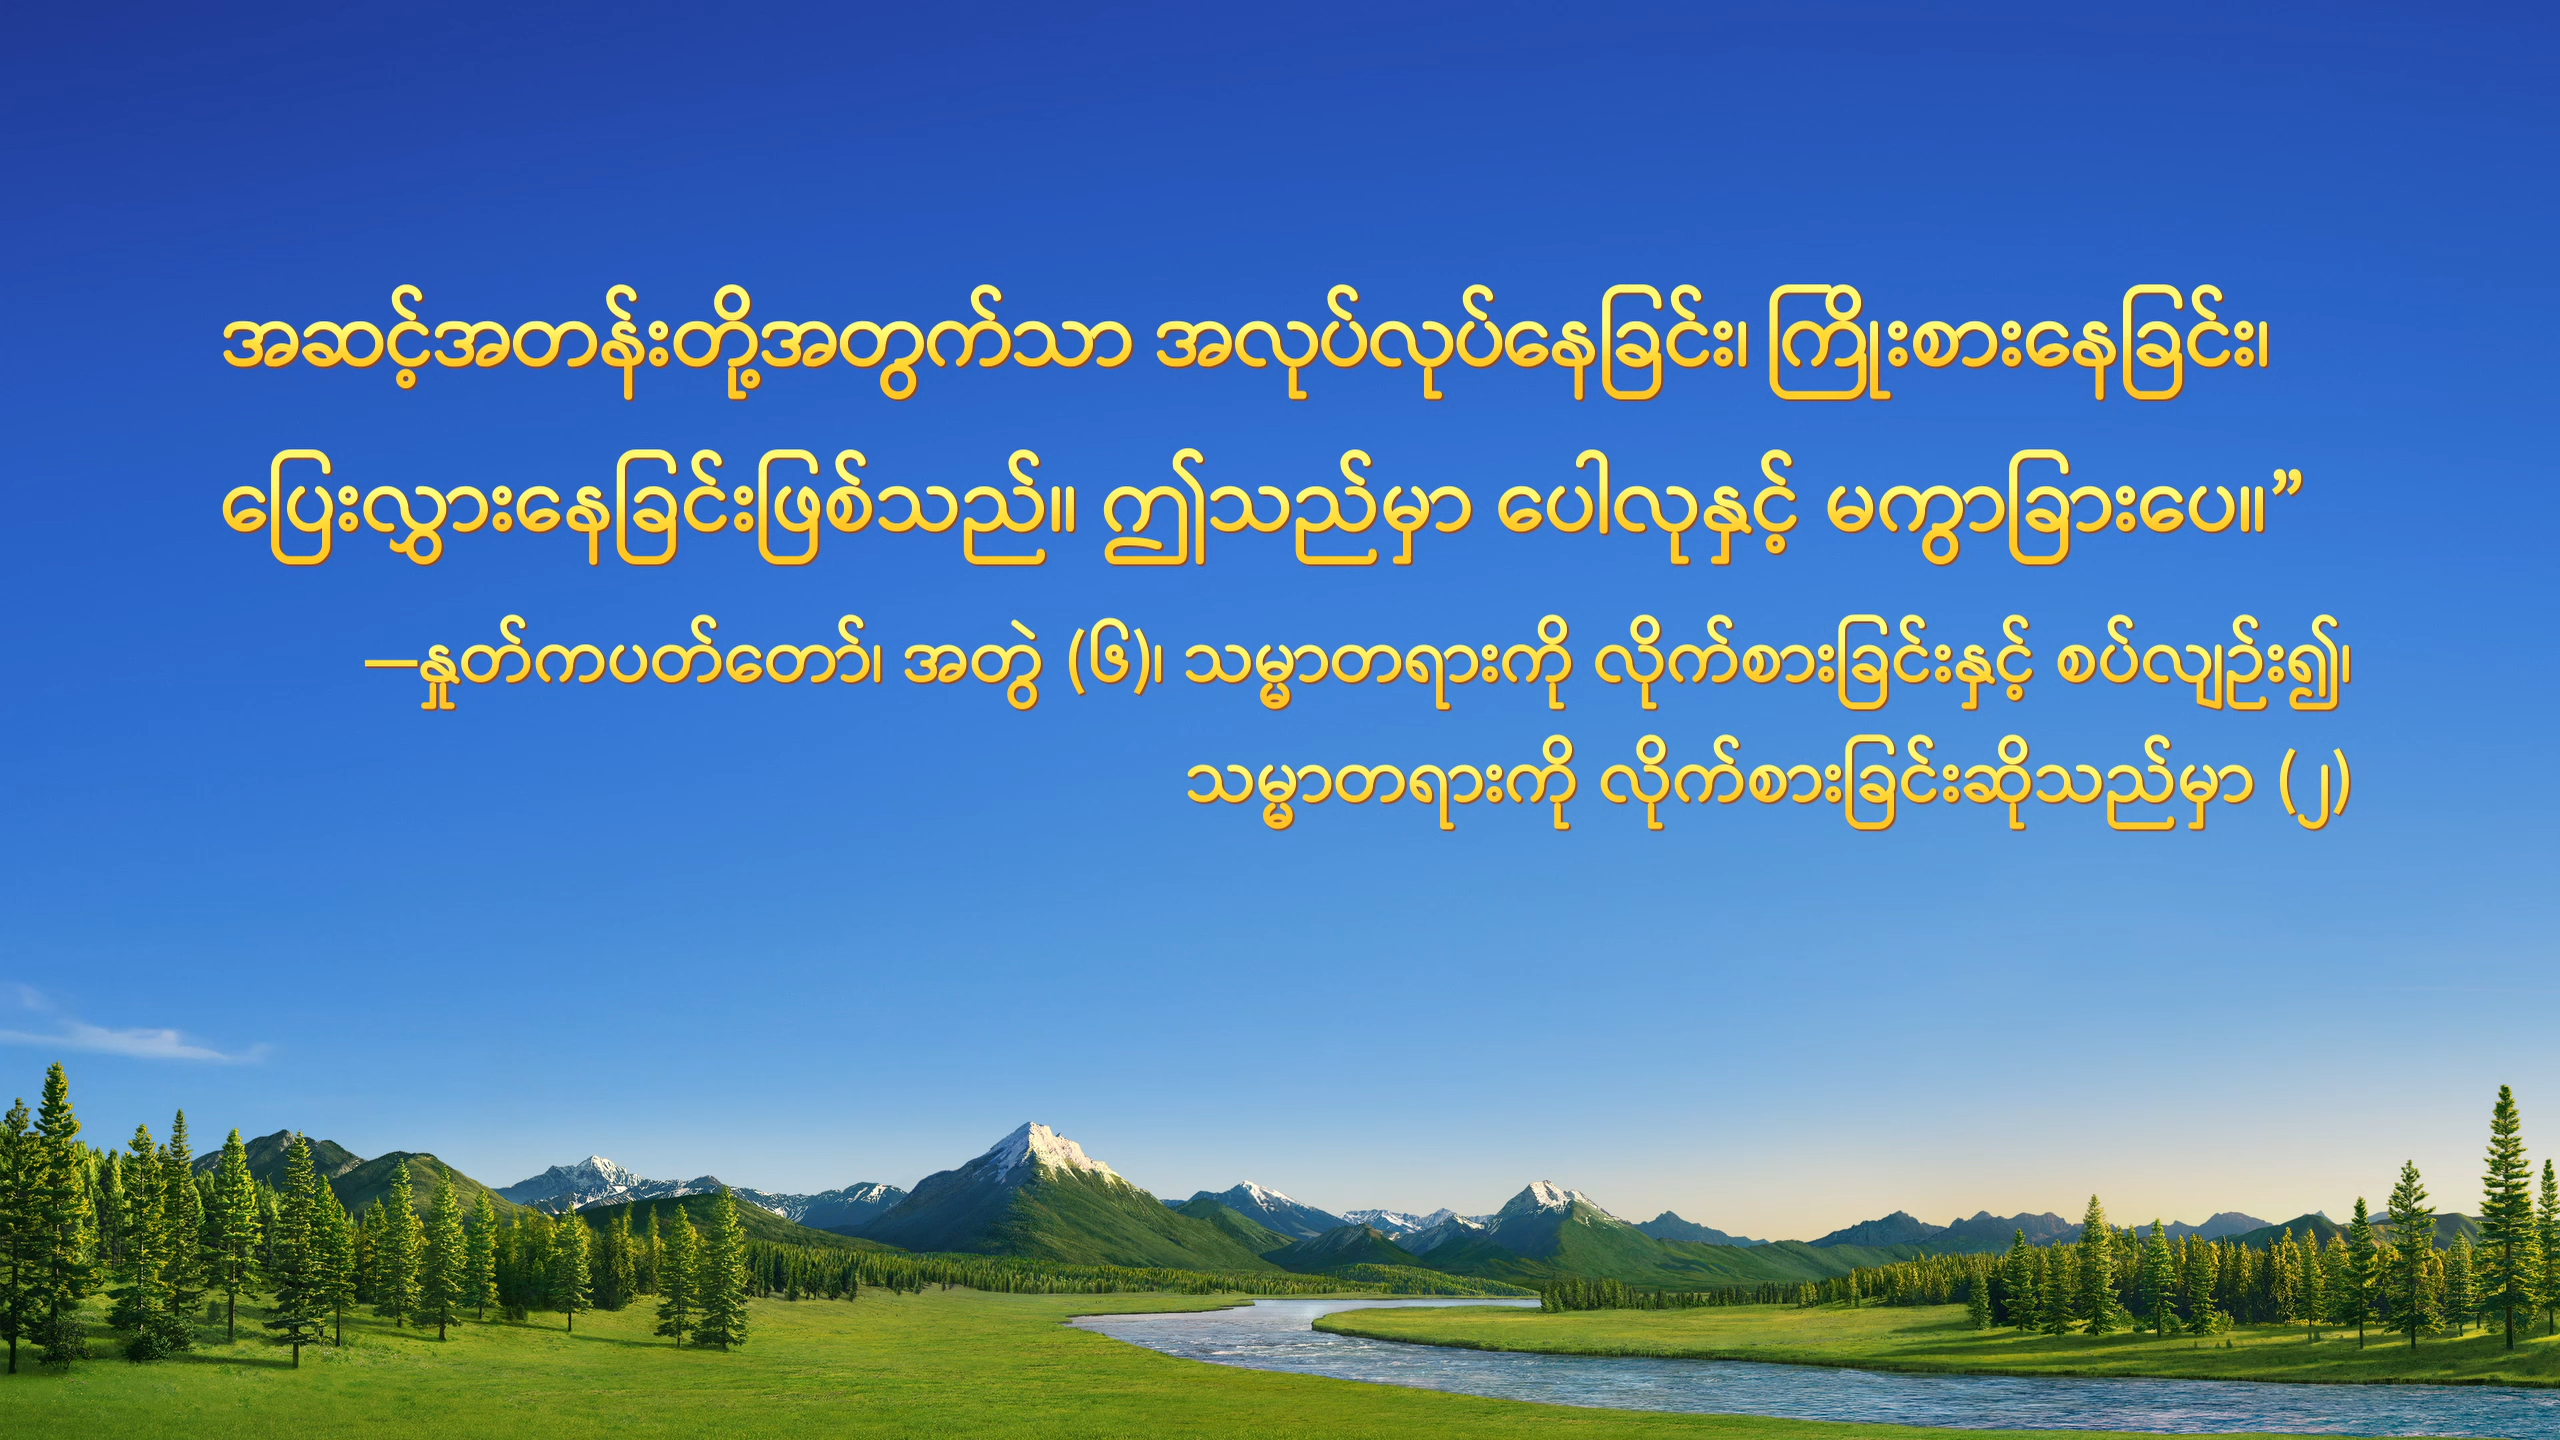 အဆင့်အတန်းတို့အတွက်သာ အလုပ်လုပ်နေခြင်း၊ ကြိုးစားနေခြင်း၊
ပြေးလွှားနေခြင်းဖြစ်သည်။ ဤသည်မှာ ပေါလုနှင့် မကွာခြားပေ။”
—နှုတ်ကပတ်တော်၊ အတွဲ (၆)၊ သမ္မာတရားကို လိုက်စားခြင်းနှင့် စပ်လျဉ်း၍၊
သမ္မာတရားကို လိုက်စားခြင်းဆိုသည်မှာ (၂)